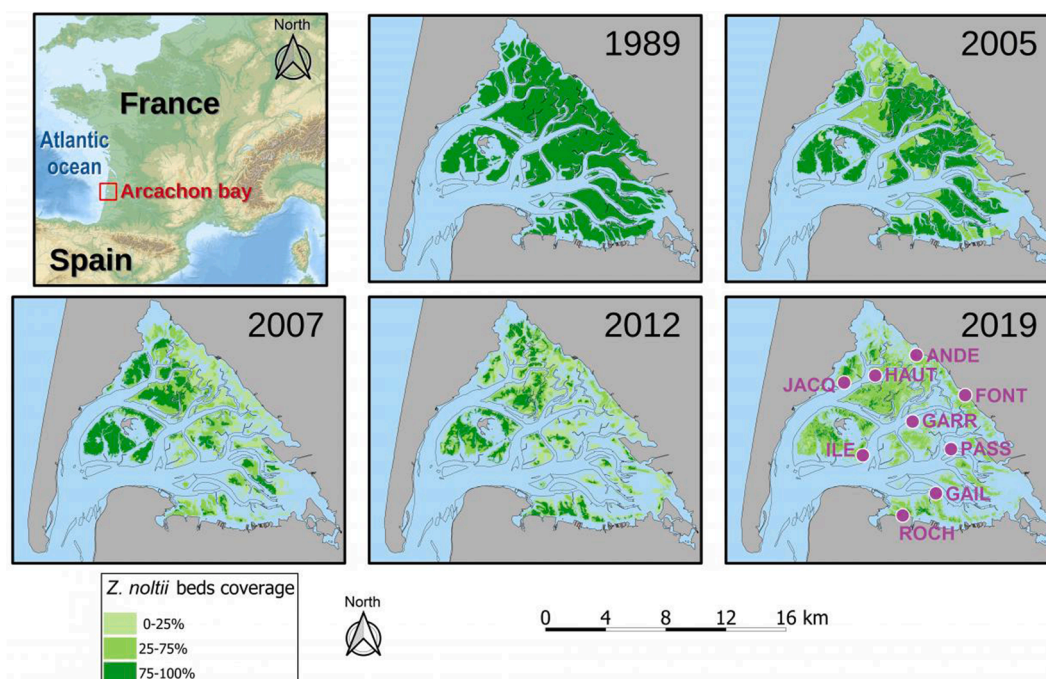 North
France
Atlantic
ocean
Arcachon bay
Spain
1989
2005
2007
2012
2019
ANDE
HAUT
JACQ
FONT
GARR
ILE
PASS
GAIL
ROCH
Z. noltii beds coverage
0-25%
25-75%
75-100%
North
0 4 8 12 16 km